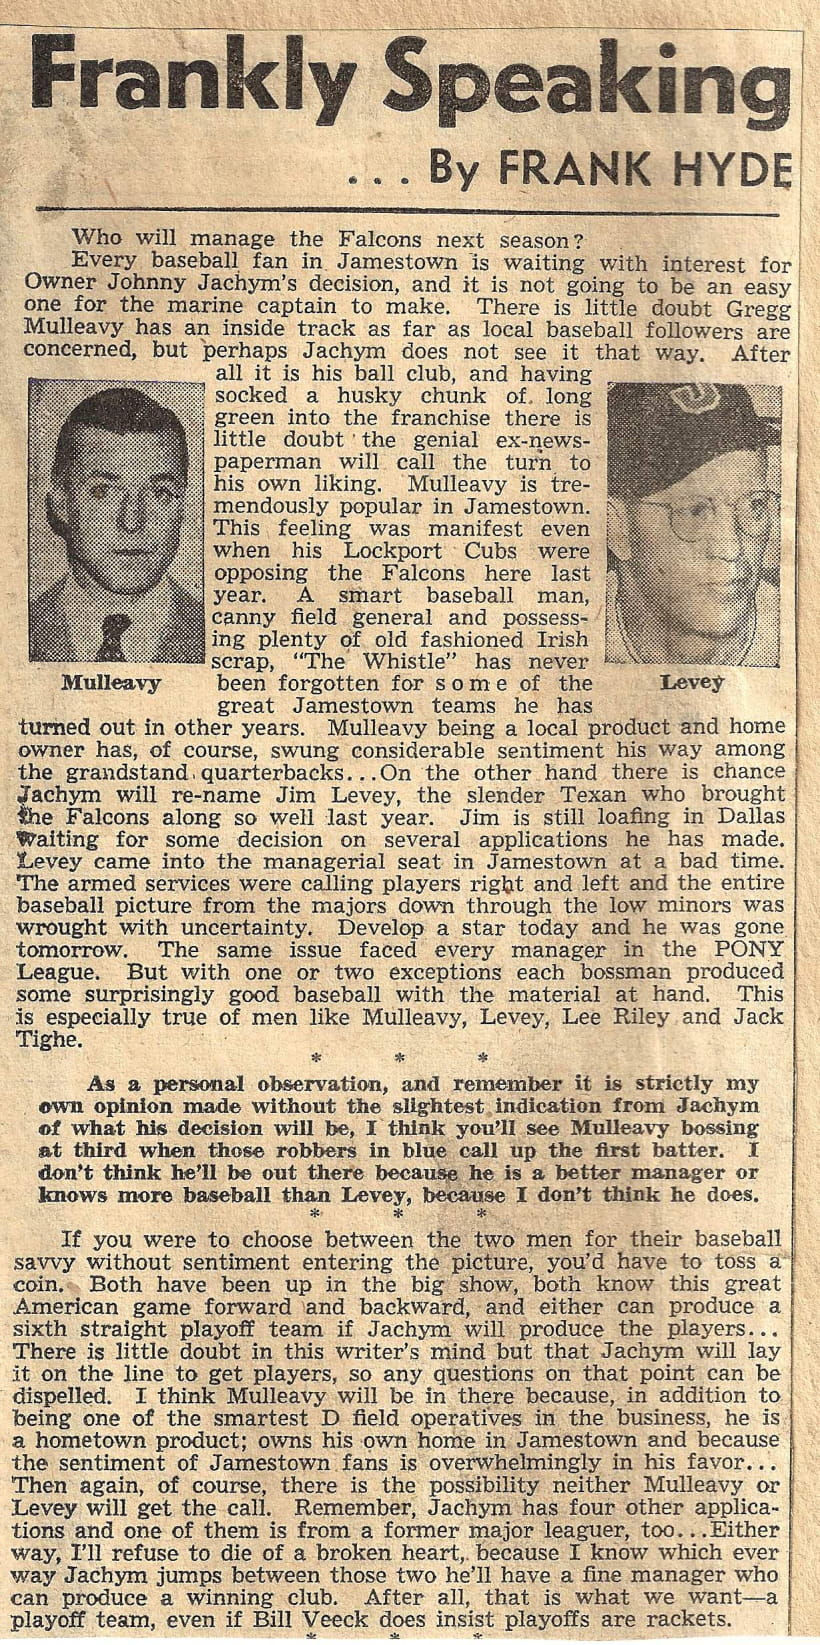 Frankly Speaking
... By FRANK HYDE
Who will manage the Falcons next season?
Every baseball fan in Jamestown is waiting with interest for
Owner Johnny Jachym's decision, and it is not going to be an easy
one for the marine captain to make. There is little doubt Gregg
Mulleavy has an inside track as far as local baseball followers are
concerned, but perhaps Jachym does not see it that way. After
all it is his ball club, and having
socked a husky chunk of long
green into the franchise there is
little doubt the genial ex-news-
paperman will call the turn to
his own liking. Mulleavy is tre-
mendously popular in Jamestown.
This feeling was manifest even
when his Lockport Cubs were
opposing the Falcons here last
year. A smart baseball man,
canny field general and possess-
ing plenty of old fashioned Irish
scrap, "The Whistle" has never
been forgotten for some of the
great Jamestown teams he has
Mulleavy
Levey
turned out in other years. Mulleavy being a local product and home
owner has, of course, swung considerable sentiment his way among
the grandstand quarterbacks...On the other hand there is chance
Jachym will re-name Jim Levey, the slender Texan who brought
the Falcons along so well last year. Jim is still loafing in Dallas
waiting for some decision on several applications he has made.
Levey came into the managerial seat in Jamestown at a bad time.
The armed services were calling players right and left and the entire
baseball picture from the majors down through the low minors was
wrought with uncertainty. Develop a star today and he was gone
tomorrow. The same issue faced every manager in the PONY
League. But with one or two exceptions each bossman produced
some surprisingly good baseball with the material at hand. This
is especially true of men like Mulleavy, Levey, Lee Riley and Jack
Tighe.
* * *
As a personal observation, and remember it is strictly my
own opinion made without the slightest indication from Jachym
of what his decision will be, I think you'll see Mulleavy bossing
at third when those robbers in blue call up the first batter. I
don't think he'll be out there because he is a better manager or
knows more baseball than Levey, because I don't think he does.
* * *
If you were to choose between the two men for their baseball
savvy without sentiment entering the picture, you'd have to toss a
coin. Both have been up in the big show, both know this great
American game forward and backward, and either can produce a
sixth straight playoff team if Jachym will produce the players...
There is little doubt in this writer's mind but that Jachym will lay
it on the line to get players, so any questions on that point can be
dispelled. I think Mulleavy will be in there because, in addition to
being one of the smartest D field operatives in the business, he is
a hometown product; owns his own home in Jamestown and because
the sentiment of Jamestown fans is overwhelmingly in his favor...
Then again, of course, there is the possibility neither Mulleavy or
Levey will get the call. Remember, Jachym has four other applica-
tions and one of them is from a former major leaguer, too...Either
way, I'll refuse to die of a broken heart, because I know which ever
way Jachym jumps between those two he'll have a fine manager who
can produce a winning club. After all, that is what we want—a
playoff team, even if Bill Veeck does insist playoffs are rackets.
* * *